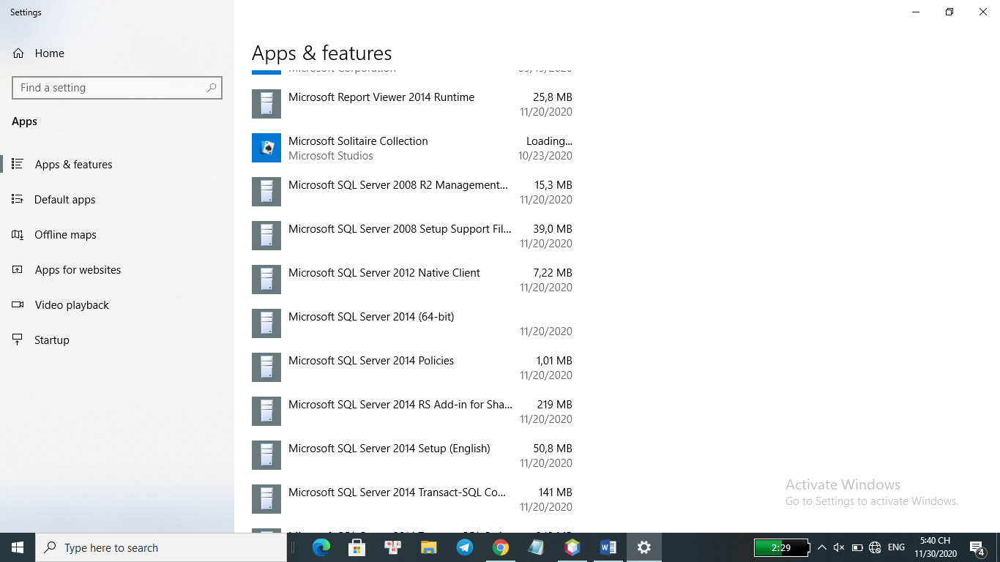 Settings
Home
Find a setting
Apps
Apps & features
Default apps
Offline maps
Apps for websites
Video playback
Startup
Apps & features
Microsoft Report Viewer 2014 Runtime 25,8 MB
11/20/2020
Microsoft Solitaire Collection Loading...
Microsoft Studios 10/23/2020
Microsoft SQL Server 2008 R2 Management... 15,3 MB
11/20/2020
Microsoft SQL Server 2008 Setup Support Fil... 39,0 MB
11/20/2020
Microsoft SQL Server 2012 Native Client 7,22 MB
11/20/2020
Microsoft SQL Server 2014 (64-bit)
11/20/2020
Microsoft SQL Server 2014 Policies 1,01 MB
11/20/2020
Microsoft SQL Server 2014 RS Add-in for Sha... 219 MB
11/20/2020
Microsoft SQL Server 2014 Setup (English) 50,8 MB
11/20/2020
Microsoft SQL Server 2014 Transact-SQL Co... 141 MB
11/20/2020
Activate Windows
Go to Settings to activate Windows.
Type here to search
2:29
ENG
5:40 CH
11/30/2020
4